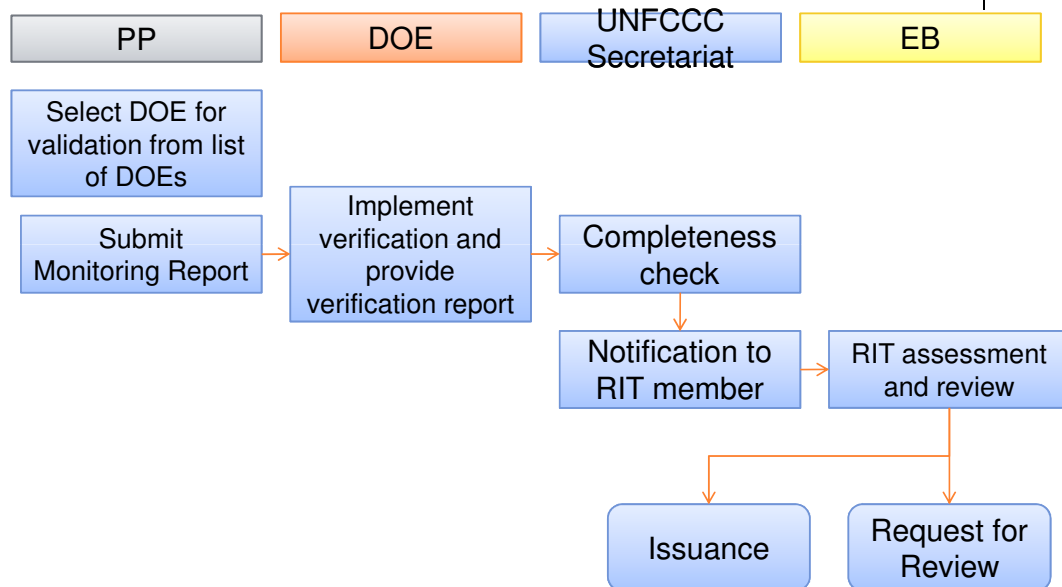 PP
DOE
UNFCCC
Secretariat
EB
Select DOE for
validation from list
of DOEs
Submit
Monitoring Report
Implement
verification and
provide
verification report
Completeness
check
Notification to
RIT member
RIT assessment
and review
Issuance
Request for
Review